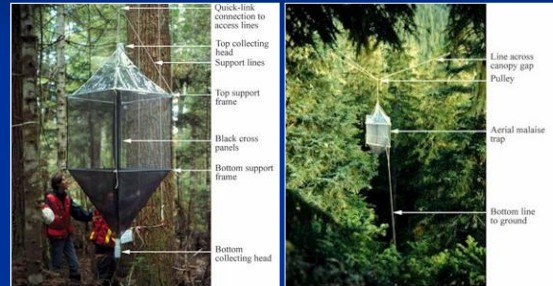 Quick-link
connection to
access lines
Top collecting
head
Support lines
Top support
frame
Black cross
panels
Bottom support
frame
Bottom
collecting head
Line across
canopy gap
Pulley
Aerial malaise
trap
Bottom line
to ground